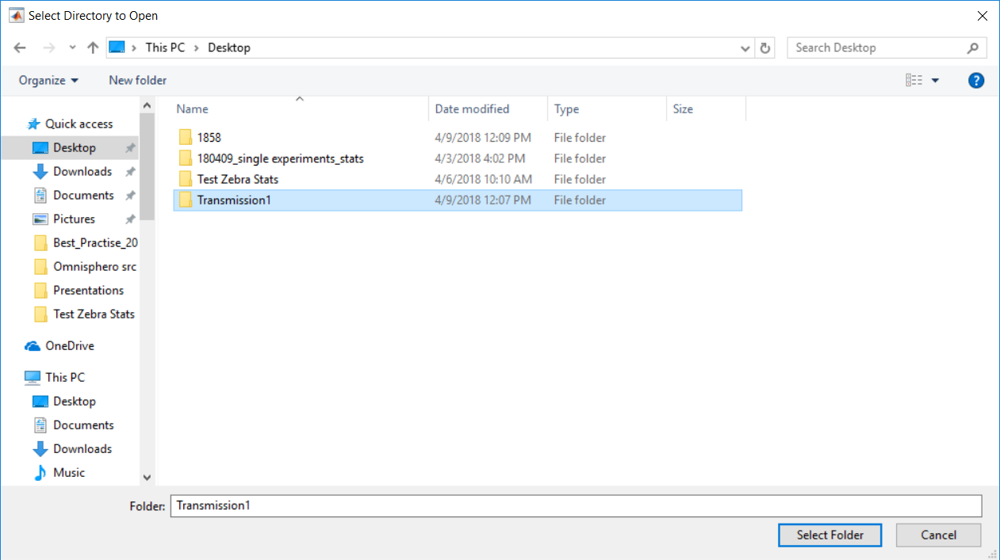 Select Directory to Open
This PC Desktop
Search Desktop
Organize
New folder
?
Name Date modified Type Size
1858 4/9/2018 12:09 PM File folder
180409_single experiments_stats 4/3/2018 4:02 PM File folder
Test Zebra Stats 4/6/2018 10:10 AM File folder
Transmission1 4/9/2018 12:07 PM File folder
Quick access
Desktop
Downloads
Documents
Pictures
Best_Practise_20
Omnisphero src
Presentations
Test Zebra Stats
OneDrive
This PC
Desktop
Documents
Downloads
Music
Folder: Transmission1
Select Folder Cancel